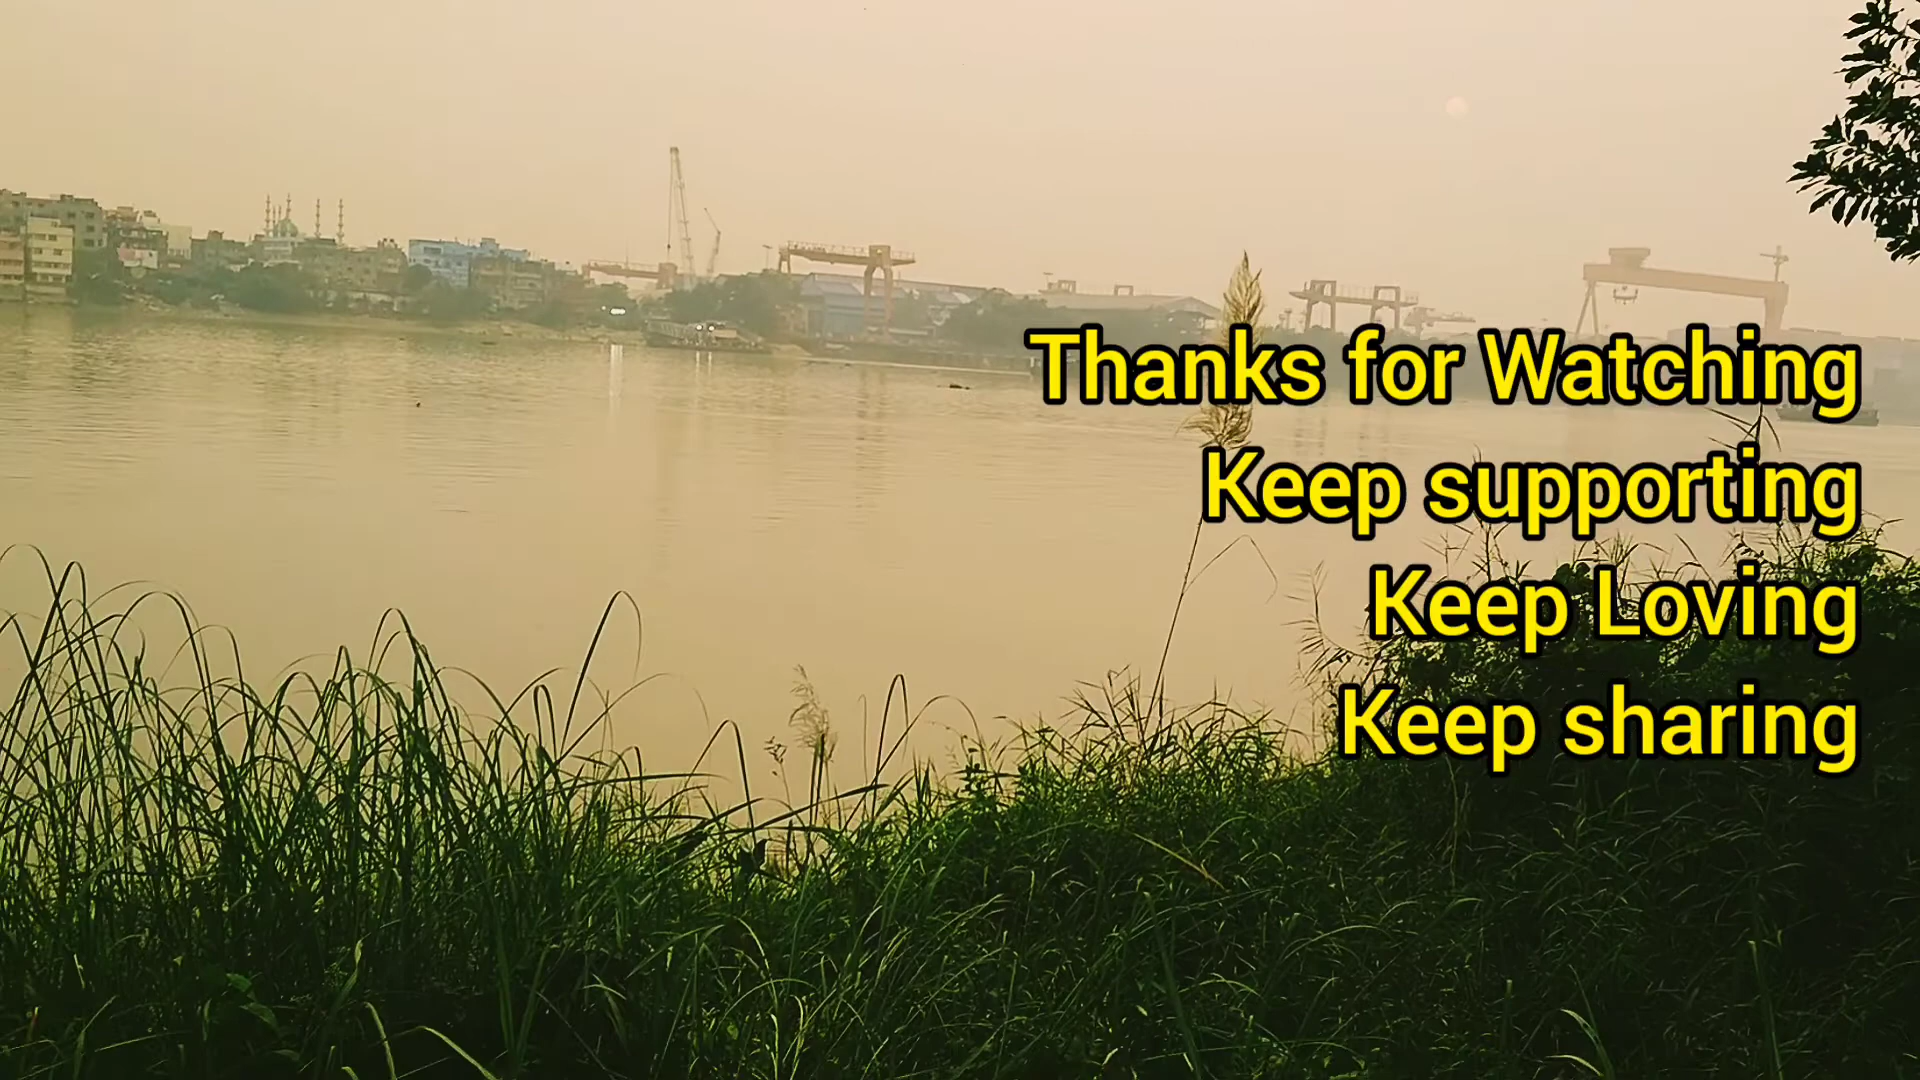 Thanks for Watching
Keep supporting
Keep Loving
Keep sharing